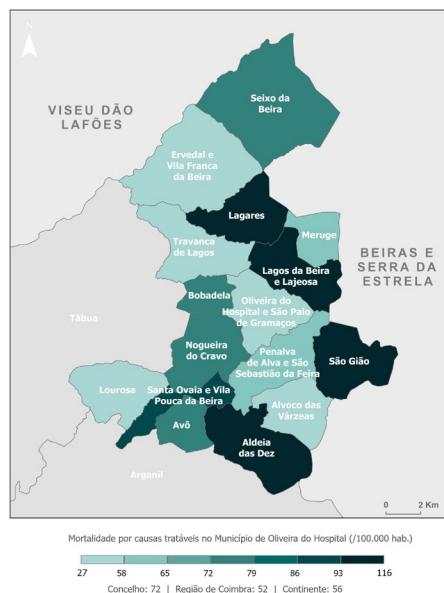 N
Seixo da
Beira
VISEU DÃO
LAFÕES
Ervedal e
Vila Franca
da Beira
Lagares
Meruge
Travanca
de Lagos
BEIRAS E
SERRA DA
ESTRELA
Lagos da Beira
e Lajeosa
Bobadela
Oliveira do
Hospital e São Paio
de Gramaços
Tábua
Nogueira
do Cravo
Penalva
de Alva e São
Sebastião da Feira
São Gião
Lourosa
Santa Ovaia e Vila
Pouca da Beira
Alvoco das
Várzeas
Avô
Aldeia
das Dez
Arganil
0 2 Km
Mortalidade por causas tratáveis no Município de Oliveira do Hospital (/100.000 hab.)
27 58 65 72 79 86 93 116
Concelho: 72 | Região de Coimbra: 52 | Continente: 56